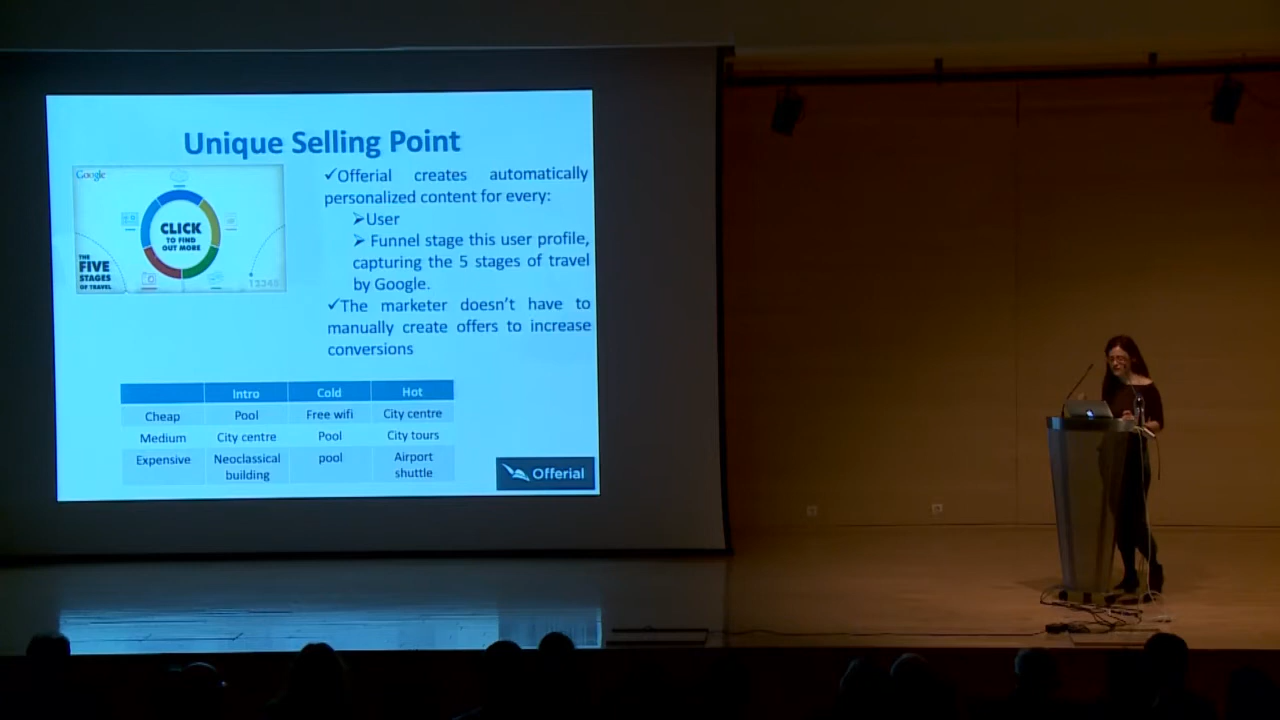 Unique Selling Point
Google
CLICK
TO FIND
OUT MORE
THE
FIVE
STAGES
OF TRAVEL
12345
✓Offerial creates automatically
personalized content for every:
➢User
➢ Funnel stage this user profile,
capturing the 5 stages of travel
by Google.
✓The marketer doesn't have to
manually create offers to increase
conversions
Intro Cold Hot
Cheap Pool Free wifi City centre
Medium City centre Pool City tours
Expensive Neoclassical pool Airport
building shuttle
Offerial